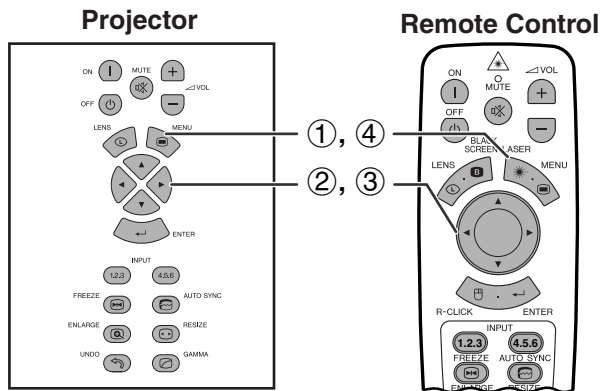 Projector
ON
MUTE
VOL
OFF
LENS
L
MENU
ENTER
INPUT
1.2.3
4.5.6
FREEZE
AUTO SYNC
ENLARGE
RESIZE
UNDO
GAMMA
①, ④
②, ③
Remote Control
ON
MUTE
VOL
OFF
BLACK
SCREEN
LASER
LENS
B
MENU
L
R-CLICK
ENTER
INPUT
1.2.3
4.5.6
FREEZE
AUTO SYNC
ENLARGE
RESIZE